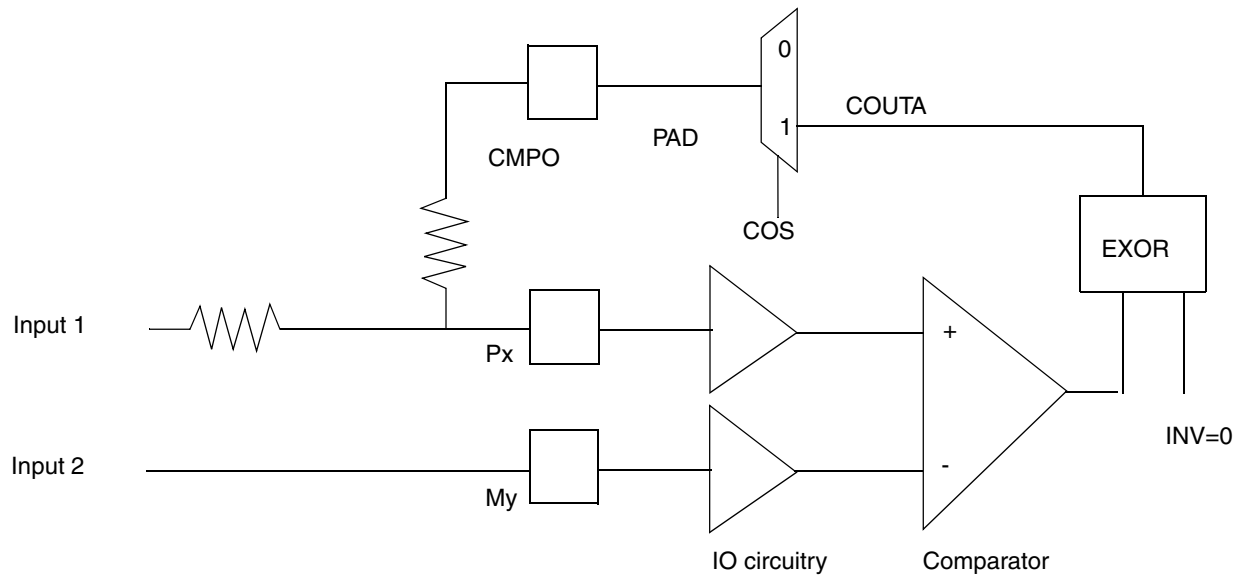 0
COUTA
1
PAD
CMPO
COS
EXOR
Input 1
+
Px
INV=0
Input 2
-
My
IO circuitry
Comparator